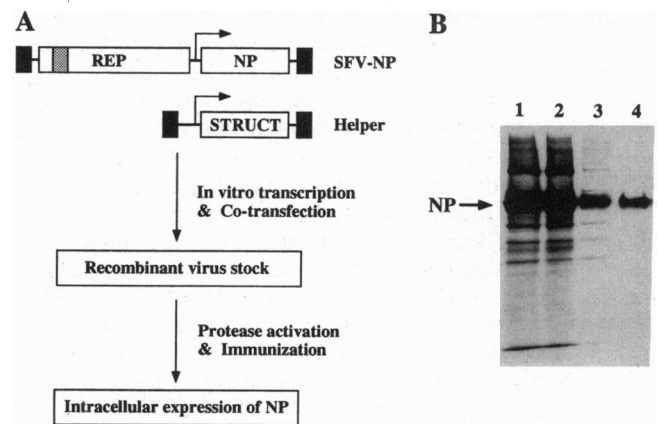 A
REP NP SFV-NP
STRUCT Helper
In vitro transcription
& Co-transfection
Recombinant virus stock
Protease activation
& Immunization
Intracellular expression of NP
B
1 2 3 4
NP